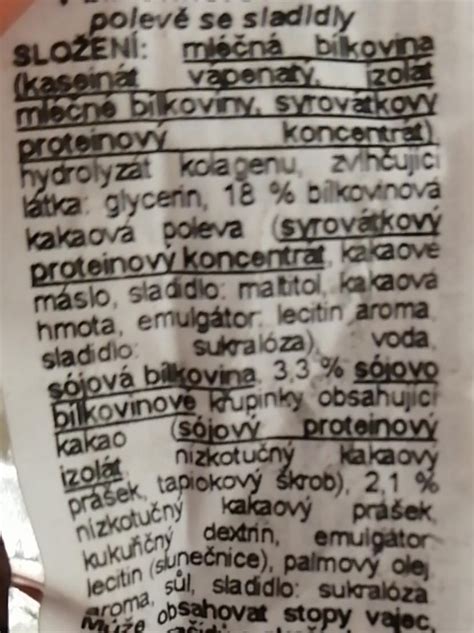 polevě se sladidly
SLOŽENÍ: mléčná bílkovina
(kaseinát vápenatý, izolát
mléčné bílkoviny, syrovátkový
proteinový koncentrát),
hydrolyzát kolagenu, zvlhčující
látka: glycerin, 18 % bílkovinová
kakaová poleva (syrovátkový
proteinový koncentrát, kakaové
máslo, sladidlo: maltitol, kakaová
hmota, emulgátor: lecitin, aroma,
sladidlo: sukralóza), voda,
sójová bílkovina, 3,3 % sójovo
bílkovinové křupinky obsahující
kakao (sójový proteinový
izolát, nízkotučný kakaový
prášek, tapiokový škrob), 2,1 %
nízkotučný kakaový prášek,
kukuřičný dextrin, emulgátor:
lecitin (slunečnice), palmový olej,
aroma, sůl, sladidlo: sukralóza
Může obsahovat stopy vajec,